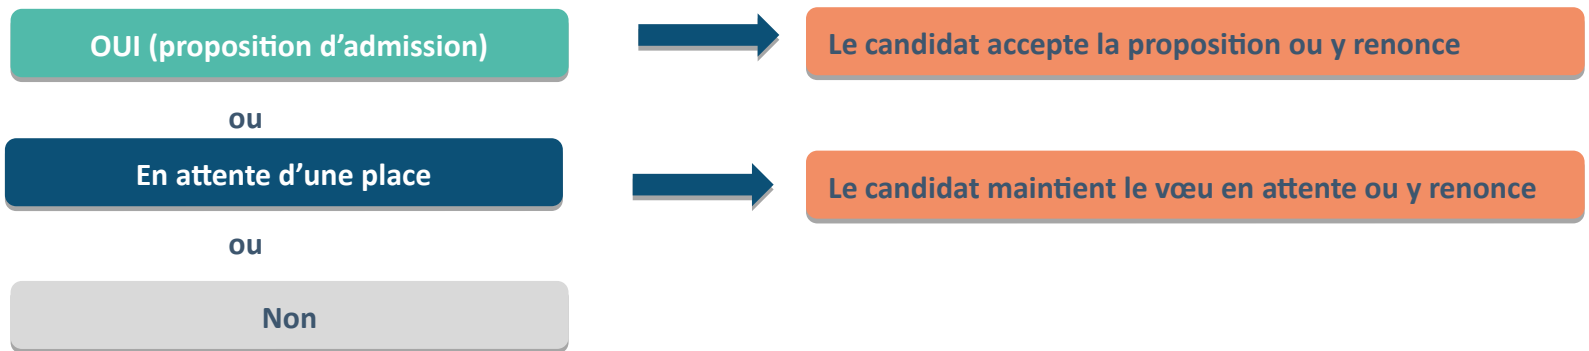 OUI (proposition d’admission)
Le candidat accepte la proposition ou y renonce
ou
En attente d’une place
Le candidat maintient le vœu en attente ou y renonce
ou
Non